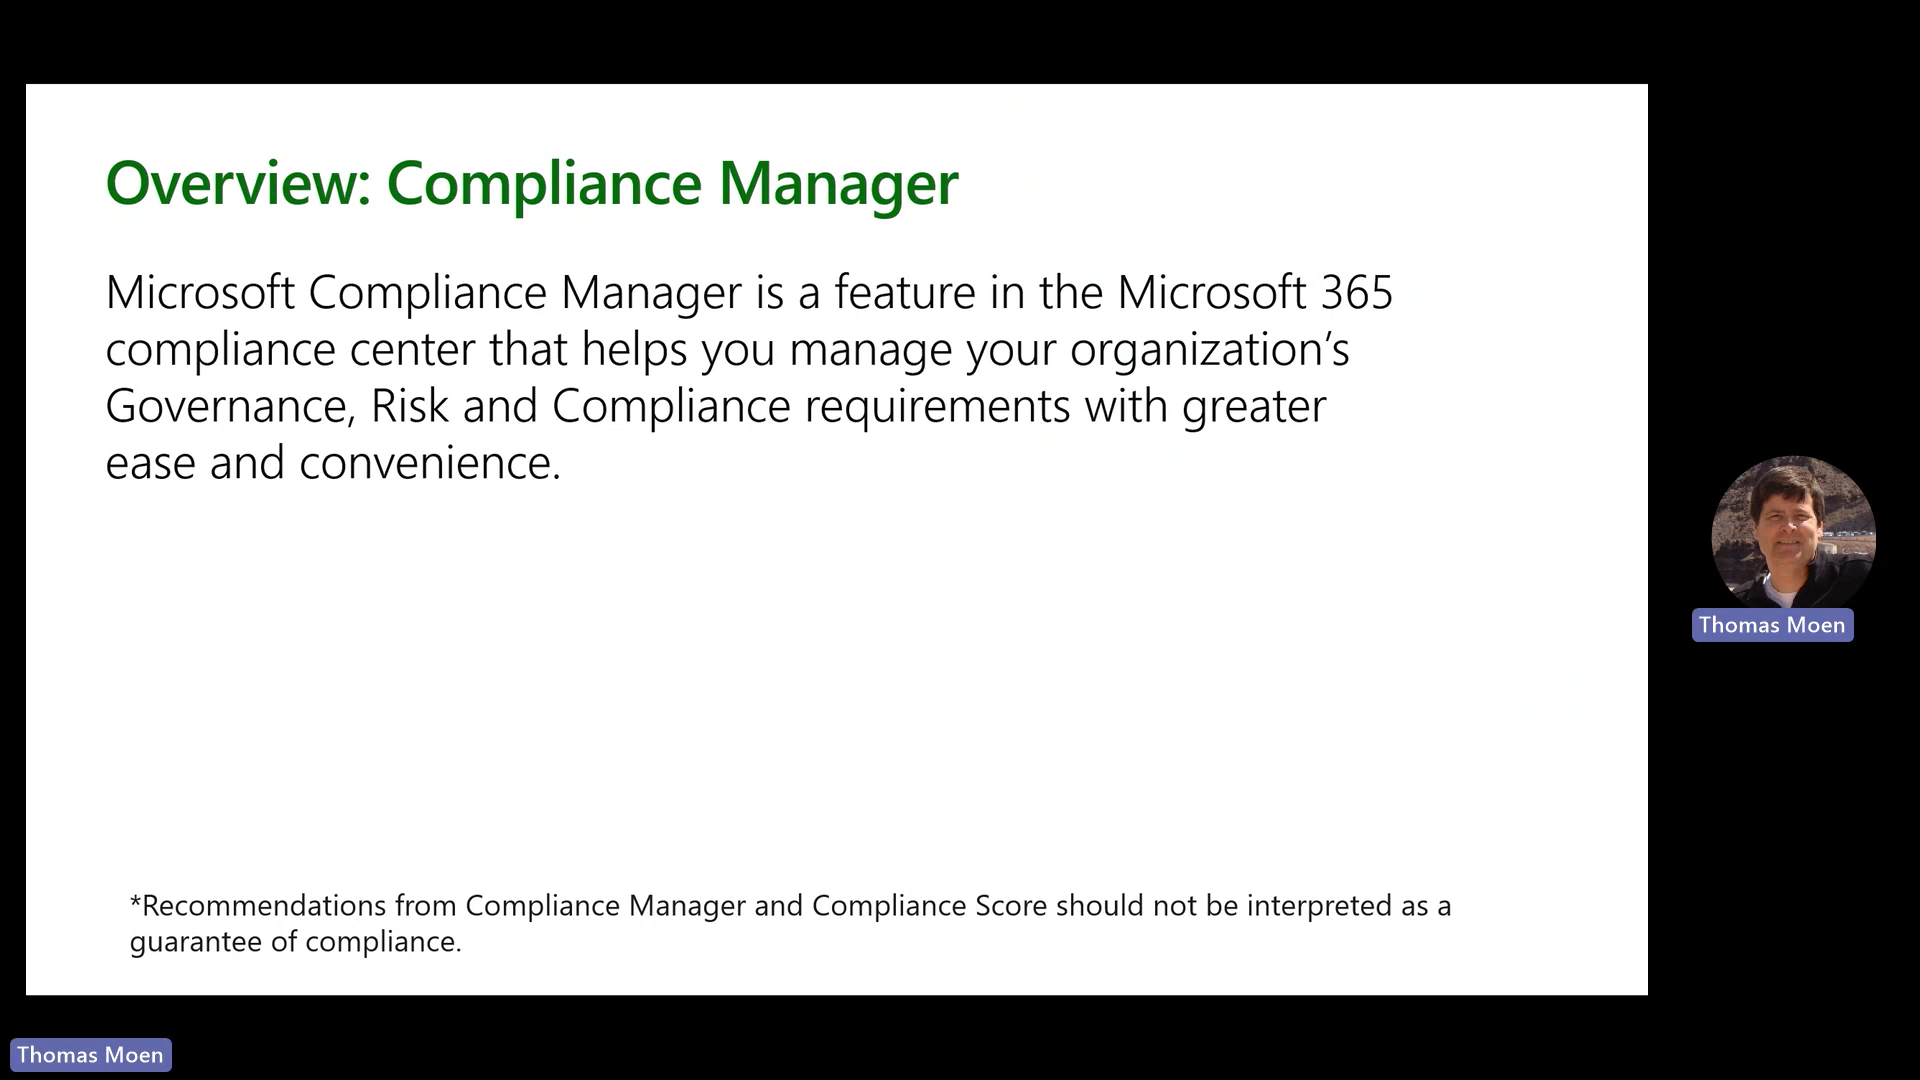 Overview: Compliance Manager
Microsoft Compliance Manager is a feature in the Microsoft 365
compliance center that helps you manage your organization’s
Governance, Risk and Compliance requirements with greater
ease and convenience.
Thomas Moen
*Recommendations from Compliance Manager and Compliance Score should not be interpreted as a
guarantee of compliance.
Thomas Moen